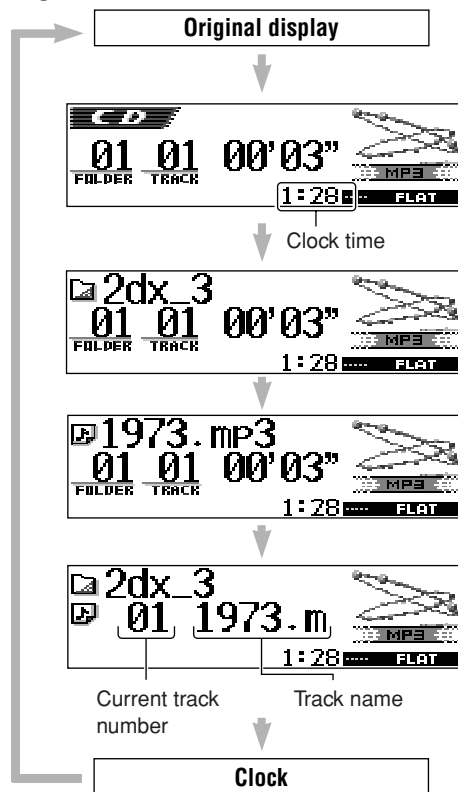 Original display
CD
01 01 00'03"
FOLDER TRACK MP3
1:28 FLAT
Clock time
2dx_3
01 01 00'03"
FOLDER TRACK MP3
1:28 FLAT
1973.mp3
01 01 00'03"
FOLDER TRACK MP3
1:28 FLAT
2dx_3
01 1973.m
MP3
1:28 FLAT
Current track
number
Track name
Clock